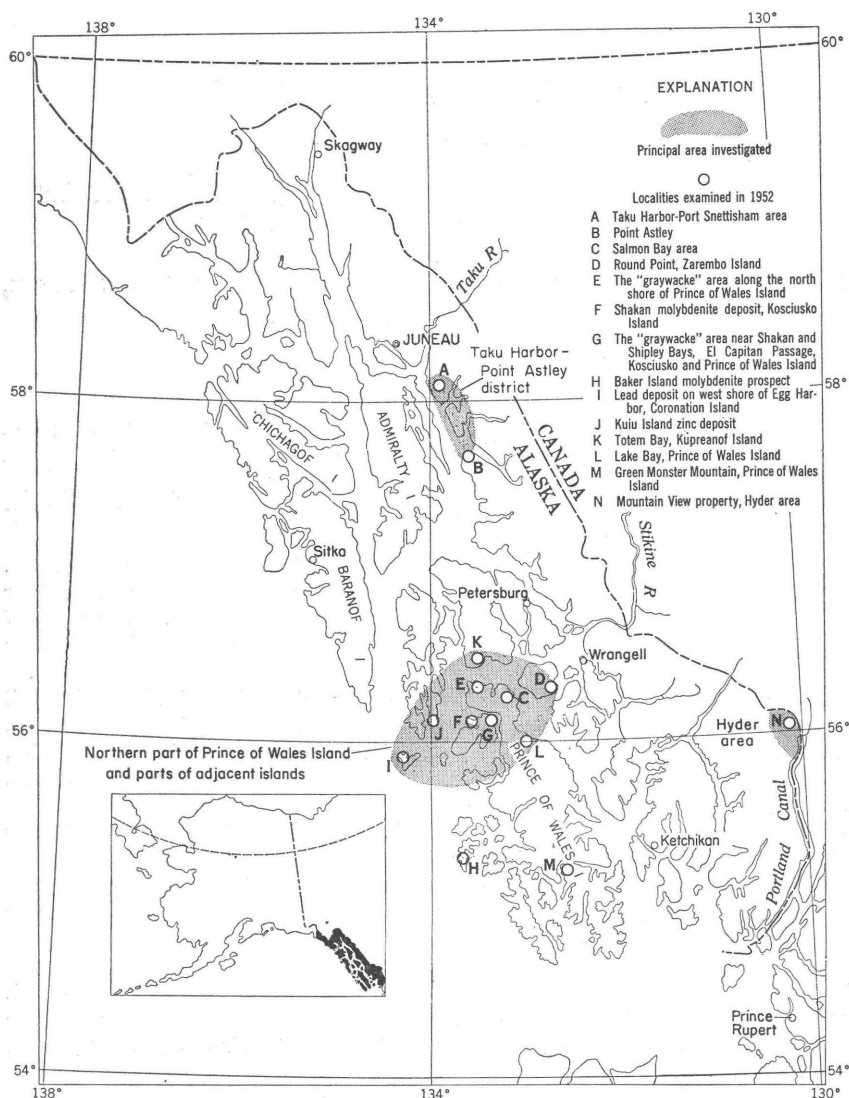 138°
134°
130°
60°
60°
EXPLANATION
Principal area investigated
Localities examined in 1952
A Taku Harbor-Port Snettisham area
B Point Astley
C Salmon Bay area
D Round Point, Zarembo Island
E The "graywacke" area along the north
shore of Prince of Wales Island
F Shakan molybdenite deposit, Kosciusko
Island
G The "graywacke" area near Shakan and
Shipley Bays, El Capitan Passage,
Kosciusko and Prince of Wales Island
H Baker Island molybdenite prospect
I Lead deposit on west shore of Egg Har-
bor, Coronation Island
J Kuiu Island zinc deposit
K Totem Bay, Kupreanof Island
L Lake Bay, Prince of Wales Island
M Green Monster Mountain, Prince of Wales
Island
N Mountain View property, Hyder area
Skagway
Taku R
JUNEAU
A
Taku Harbor–
Point Astley
district
58°
58°
CHICHAGOF
I
ADMIRALTY
I
B
CANADA
ALASKA
Sitka
BARANOF
I
Stikine
R
Petersburg
Wrangell
K
E
D
C
J
F
G
L
I
N
Hyder
area
56°
56°
Northern part of Prince of Wales Island
and parts of adjacent islands
PRINCE OF WALES I
H
M
Ketchikan
Portland
Canal
Prince
Rupert
54°
54°
138°
134°
130°